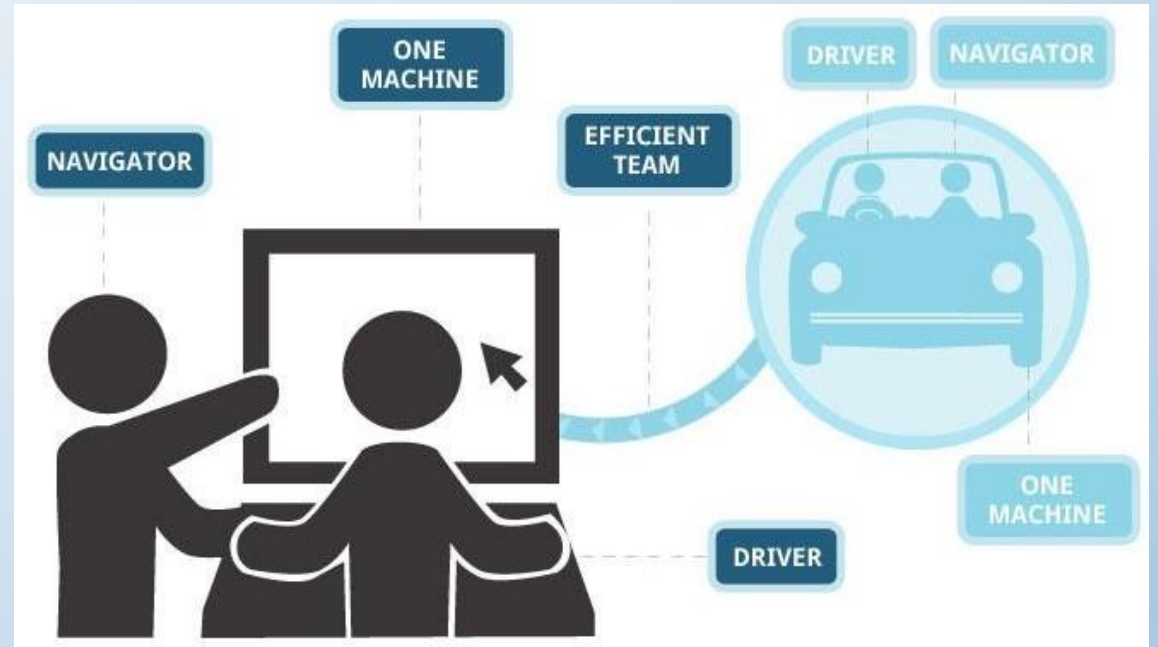 ONE
MACHINE
DRIVER
NAVIGATOR
EFFICIENT
TEAM
NAVIGATOR
ONE
MACHINE
DRIVER